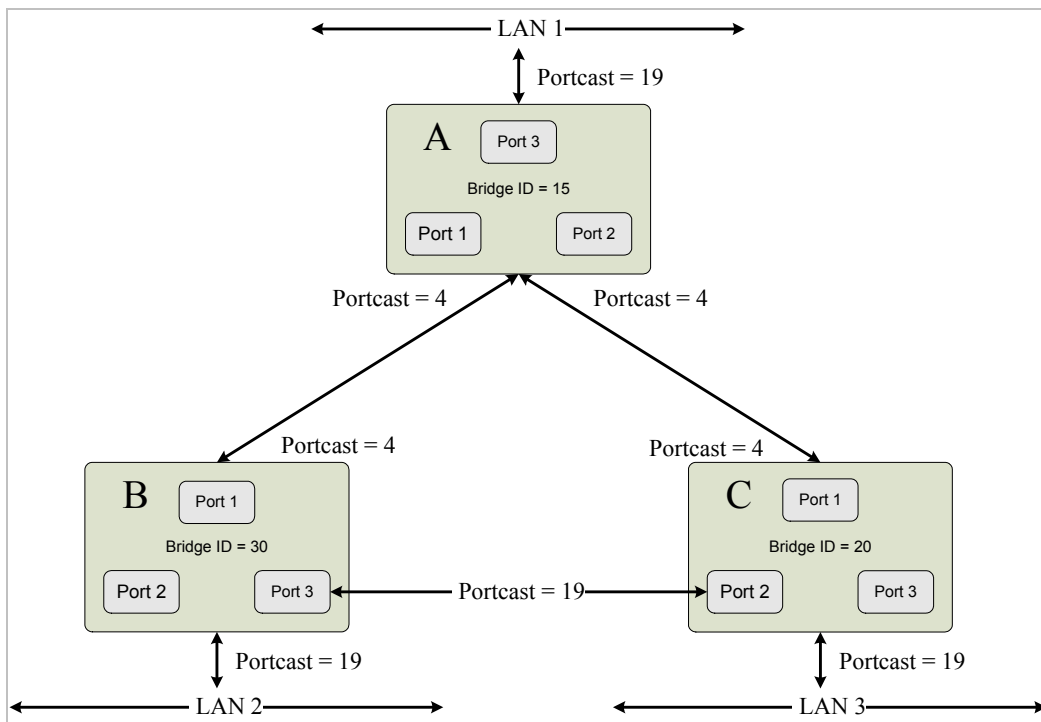 LAN 1
Portcast = 19
A
Port 3
Bridge ID = 15
Port 1
Port 2
Portcast = 4
Portcast = 4
Portcast = 4
Portcast = 4
B
Port 1
Bridge ID = 30
Port 2
Port 3
C
Port 1
Bridge ID = 20
Port 2
Port 3
Portcast = 19
Portcast = 19
Portcast = 19
LAN 2
LAN 3